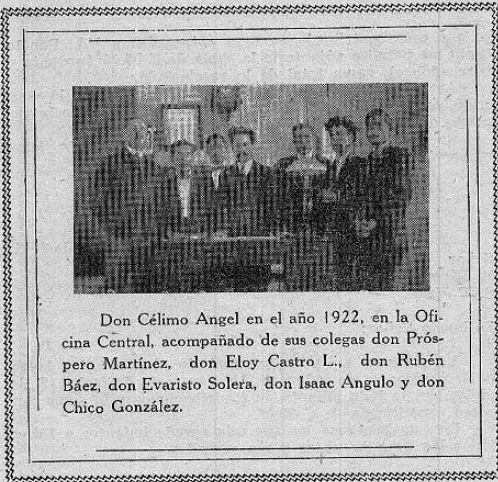 Don Célimo Angel en el año 1922, en la Ofi-
cina Central, acompañado de sus colegas don Prós-
pero Martínez, don Eloy Castro L., don Rubén
Báez, don Evaristo Solera, don Isaac Angulo y don
Chico González.